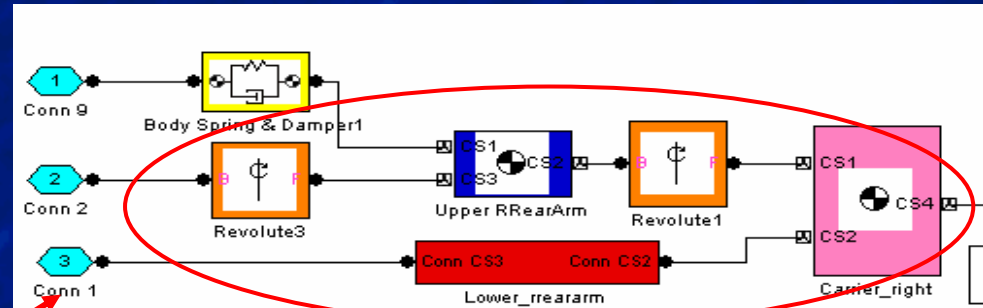 1
Conn 9
Body Spring & Damper1
2
Conn 2
B
F
Revolute3
CS1
CS3
CS2
Upper RRearArm
B
F
Revolute1
CS1
CS2
CS4
Carrier_right
3
Conn 1
Conn CS3
Conn CS2
Lower_rreararm